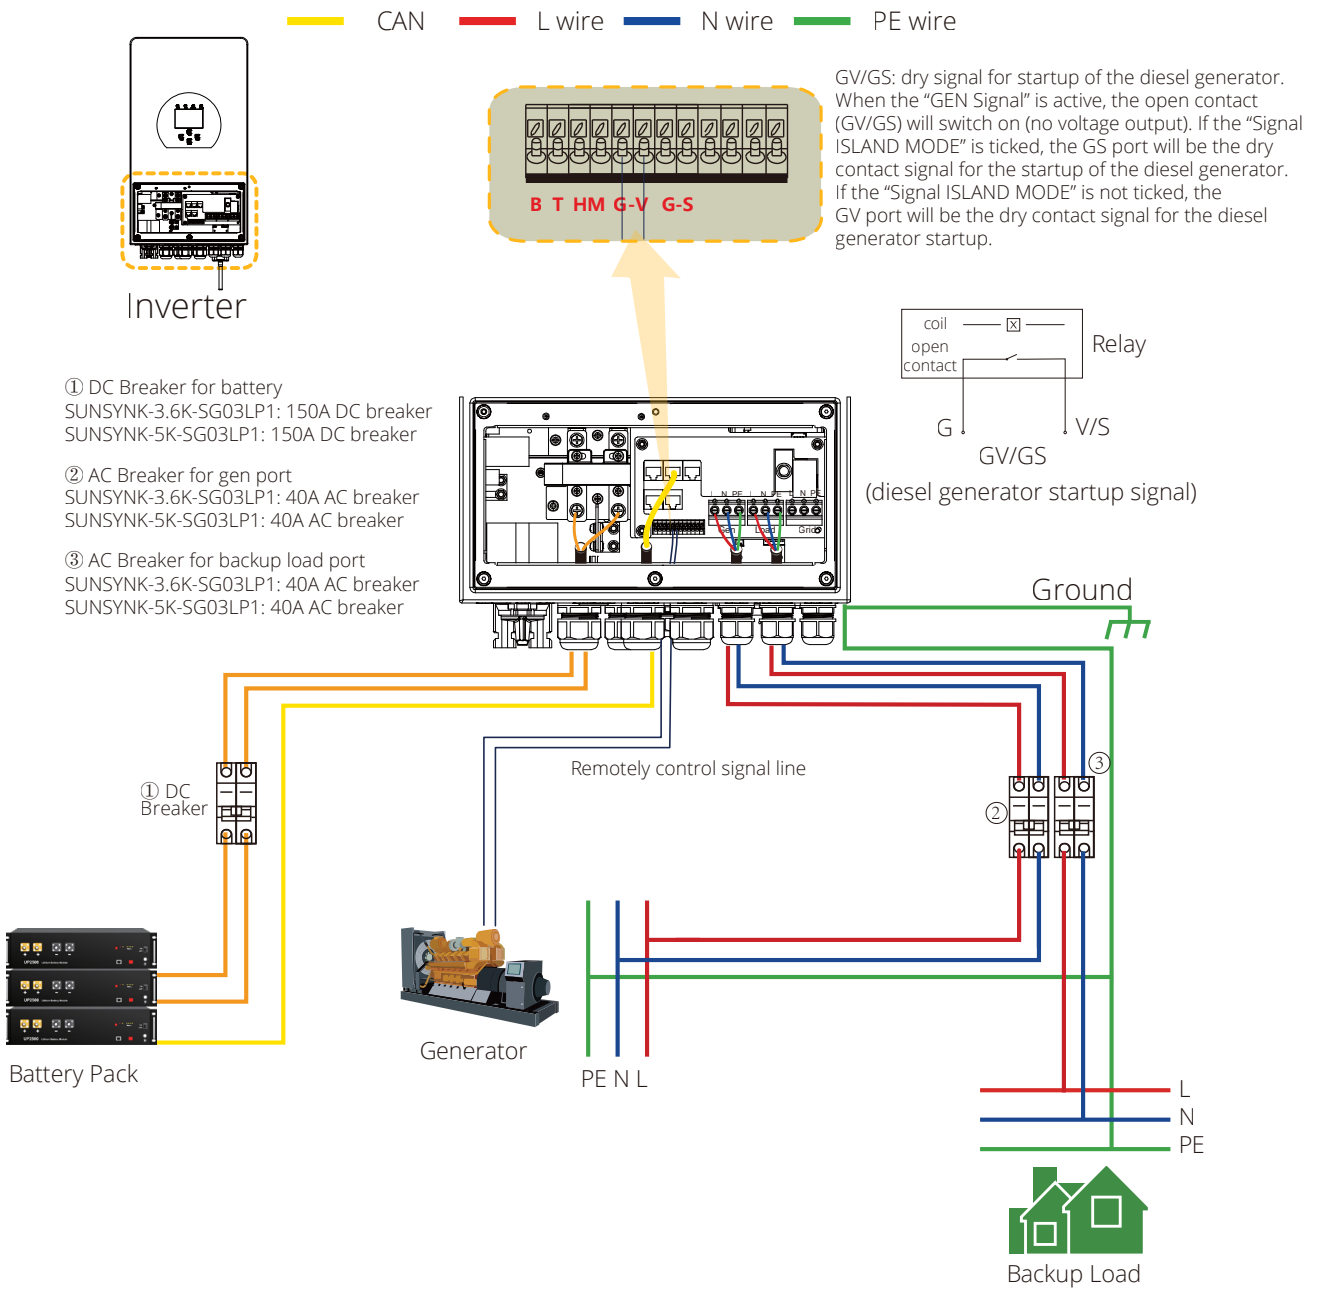 CAN L wire N wire PE wire
GV/GS: dry signal for startup of the diesel generator.
When the “GEN Signal” is active, the open contact
(GV/GS) will switch on (no voltage output). If the “Signal
ISLAND MODE” is ticked, the GS port will be the dry
contact signal for the startup of the diesel generator.
If the “Signal ISLAND MODE” is not ticked, the
GV port will be the dry contact signal for the diesel
generator startup.
B T HM G-V G-S
Inverter
coil
open
contact
Relay
G
V/S
GV/GS
(diesel generator startup signal)
① DC Breaker for battery
SUNSYNK-3.6K-SG03LP1: 150A DC breaker
SUNSYNK-5K-SG03LP1: 150A DC breaker
② AC Breaker for gen port
SUNSYNK-3.6K-SG03LP1: 40A AC breaker
SUNSYNK-5K-SG03LP1: 40A AC breaker
③ AC Breaker for backup load port
SUNSYNK-3.6K-SG03LP1: 40A AC breaker
SUNSYNK-5K-SG03LP1: 40A AC breaker
L N PE L N PE L N PE
Gen Load Grid
Ground
Remotely control signal line
① DC
Breaker
②
③
Battery Pack
Generator
PE N L
L
N
PE
Backup Load